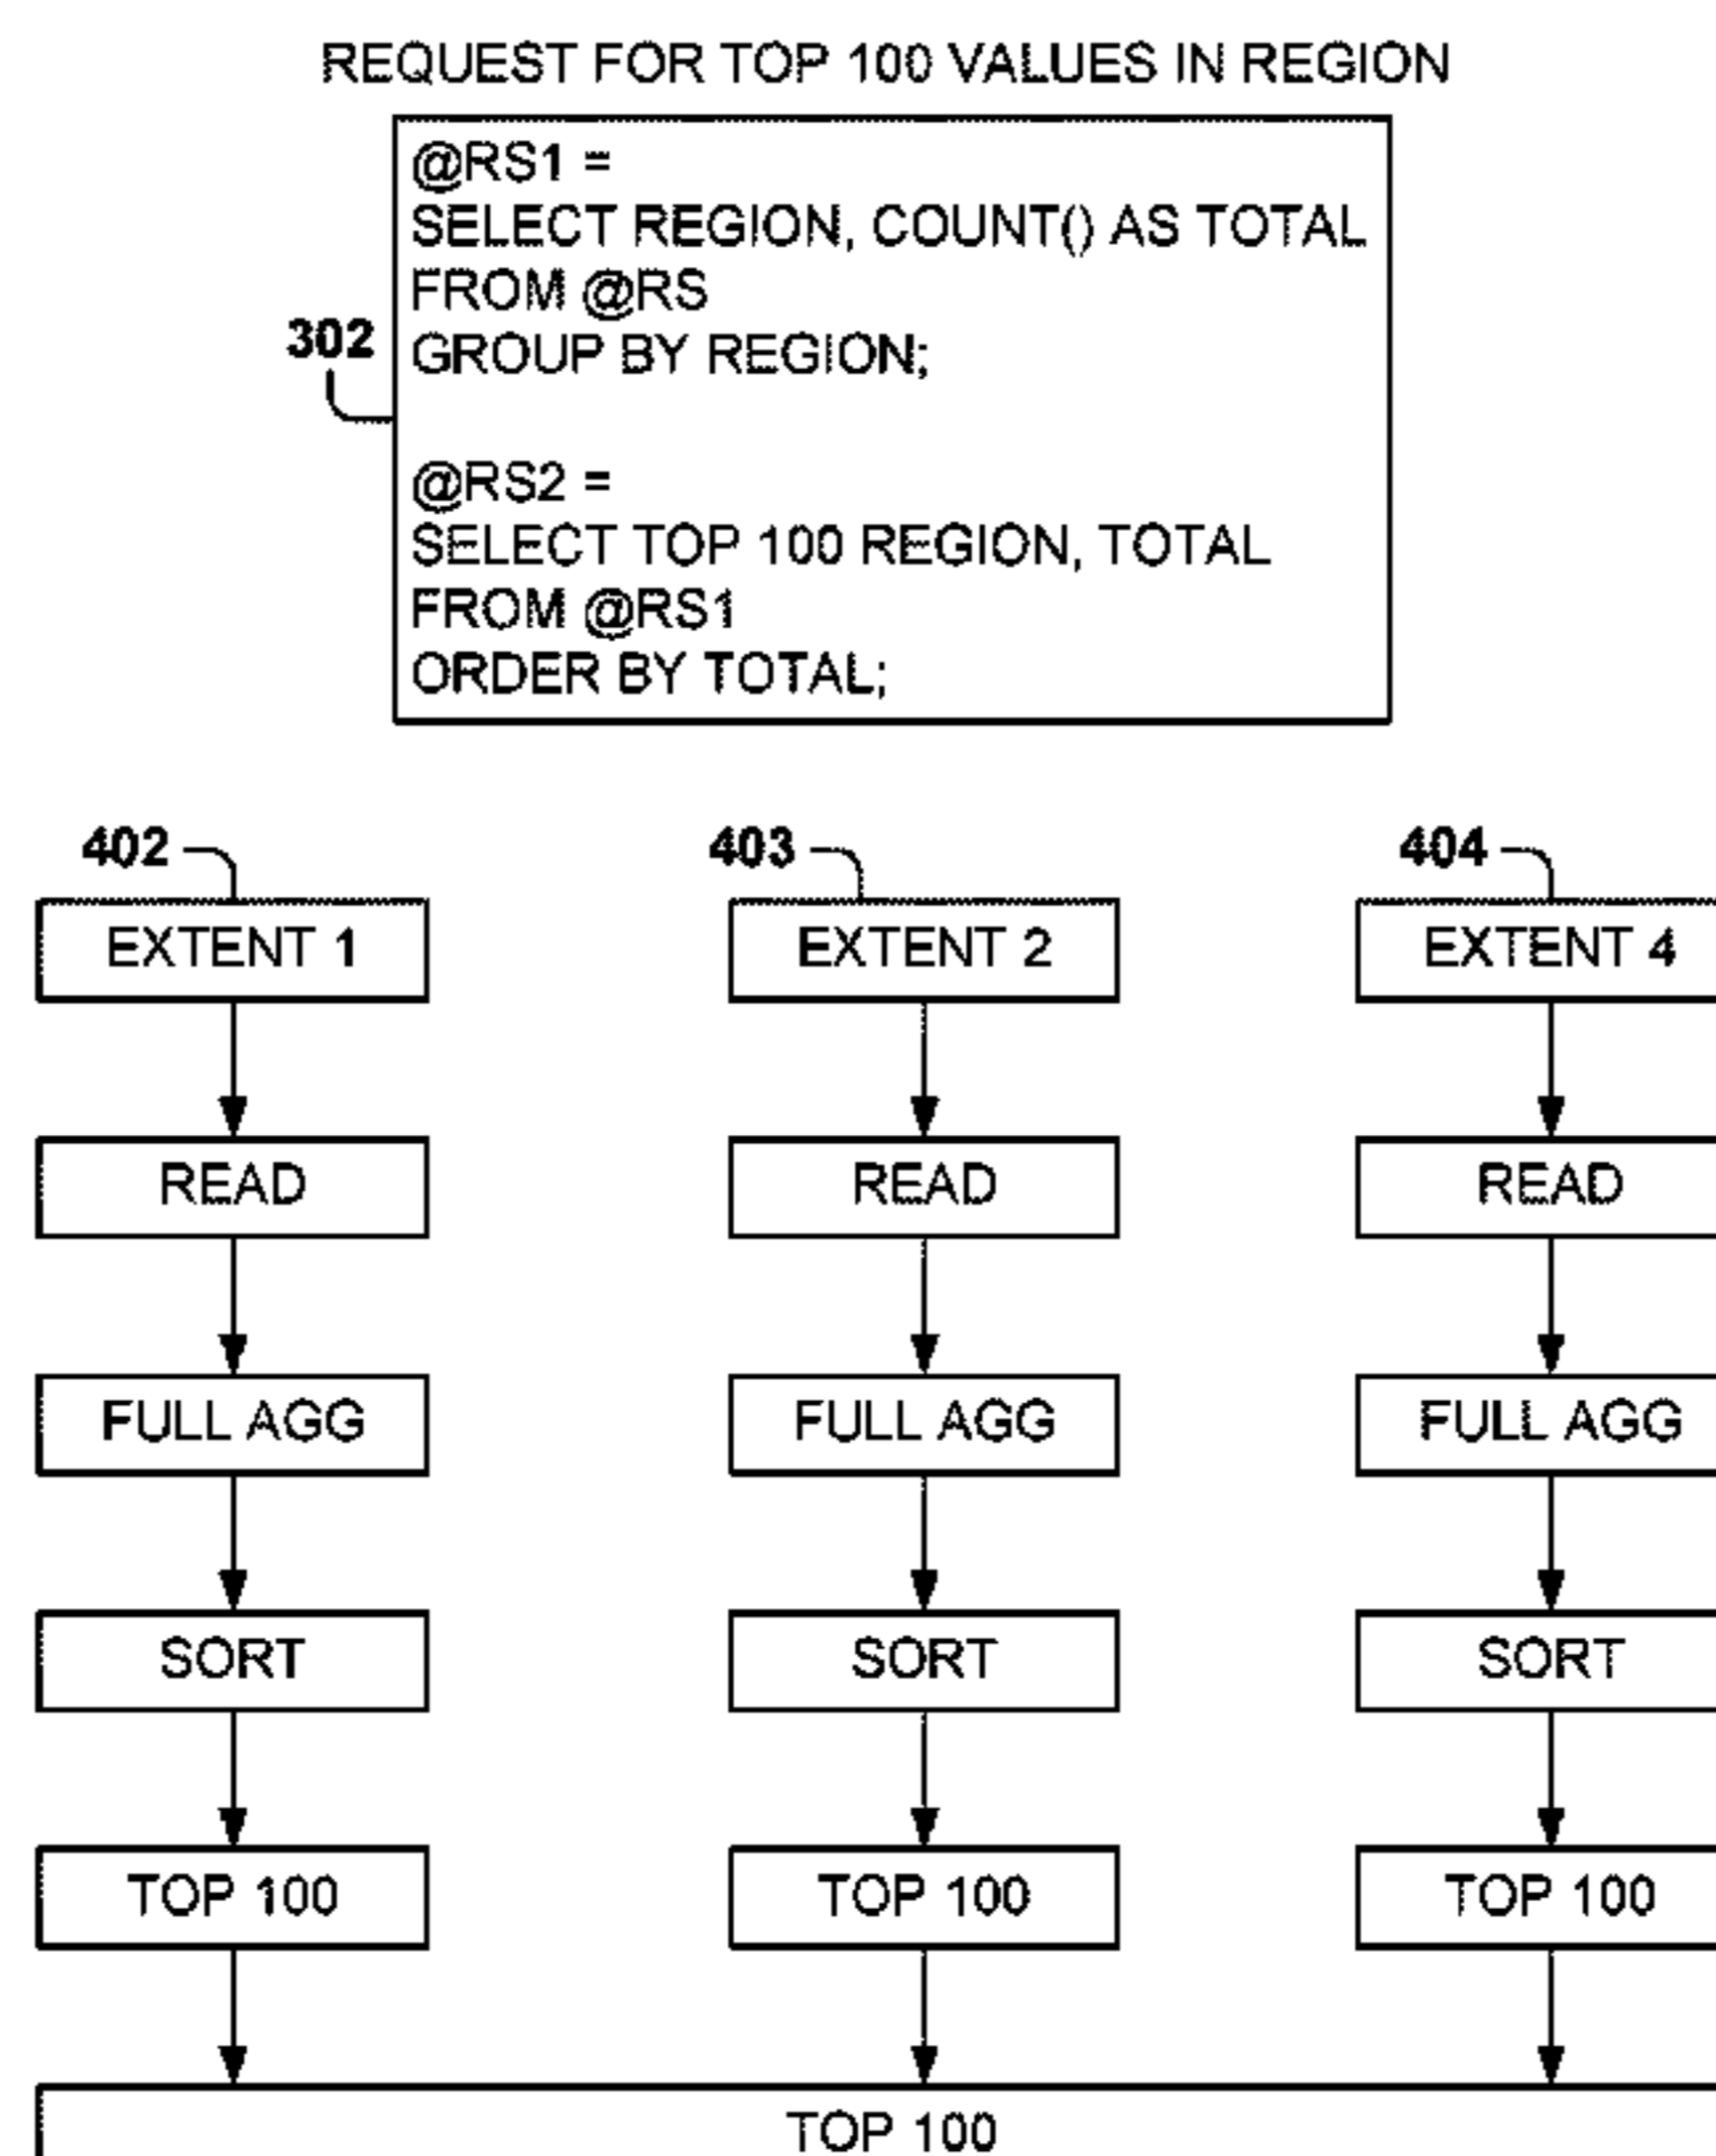 REQUEST FOR TOP 100 VALUES IN REGION
@RS1 =
SELECT REGION, COUNT() AS TOTAL
FROM @RS
GROUP BY REGION;
302
@RS2 =
SELECT TOP 100 REGION, TOTAL
FROM @RS1
ORDER BY TOTAL;
402 403 404
EXTENT 1 EXTENT 2 EXTENT 4
READ READ READ
FULL AGG FULL AGG FULL AGG
SORT SORT SORT
TOP 100 TOP 100 TOP 100
TOP 100